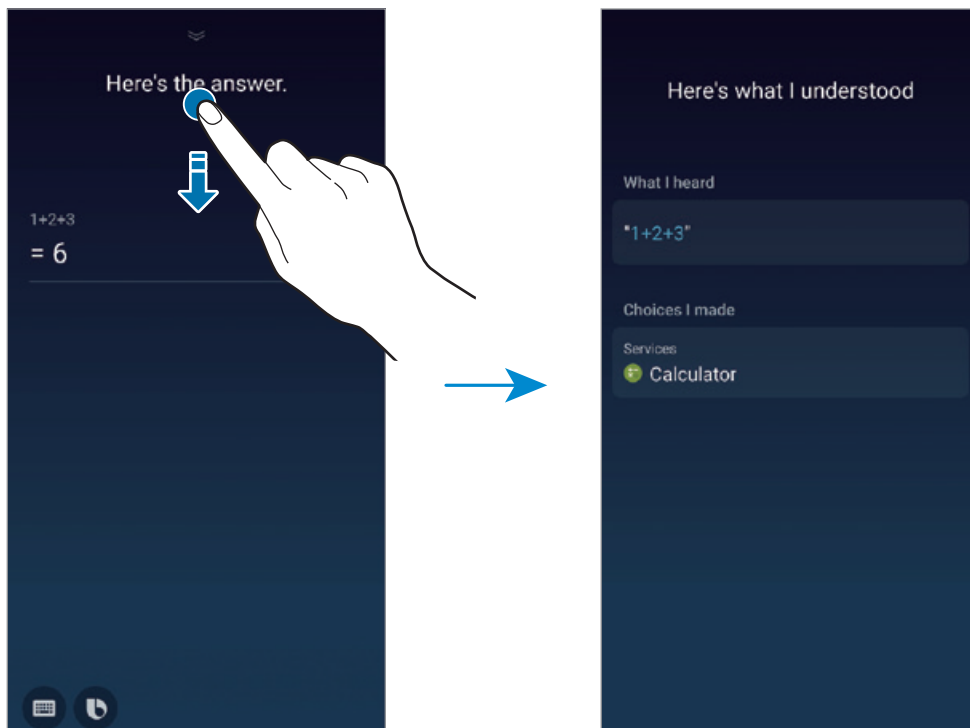 Here's the answer.
1+2+3
= 6
Here's what I understood
What I heard
"1+2+3"
Choices I made
Services
Calculator